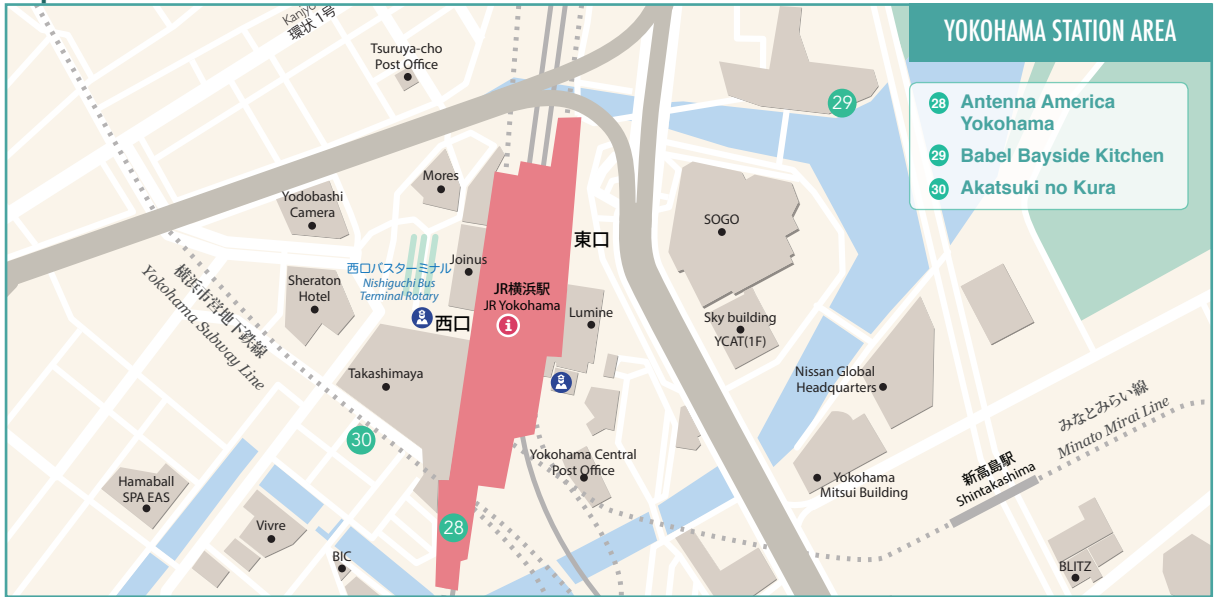 YOKOHAMA STATION AREA
28 Antenna America
Yokohama
29 Babel Bayside Kitchen
30 Akatsuki no Kura
環状1号
Tsuruya-cho
Post Office
29
Mores
Yodobashi
Camera
SOGO
東口
西口バスターミナル
Nishiguchi Bus
Terminal Rotary
Joinus
横浜市営地下鉄線
Yokohama Subway Line
Sheraton
Hotel
JR横浜駅
JR Yokohama
i
西口
Lumine
Sky building
YCAT(1F)
Takashimaya
Nissan Global
Headquarters
みなとみらい線
Minato Mirai Line
30
Yokohama Central
Post Office
新高島駅
Shintakashima
Yokohama
Mitsui Building
Hamaball
SPA EAS
Vivre
28
BIC
BLITZ